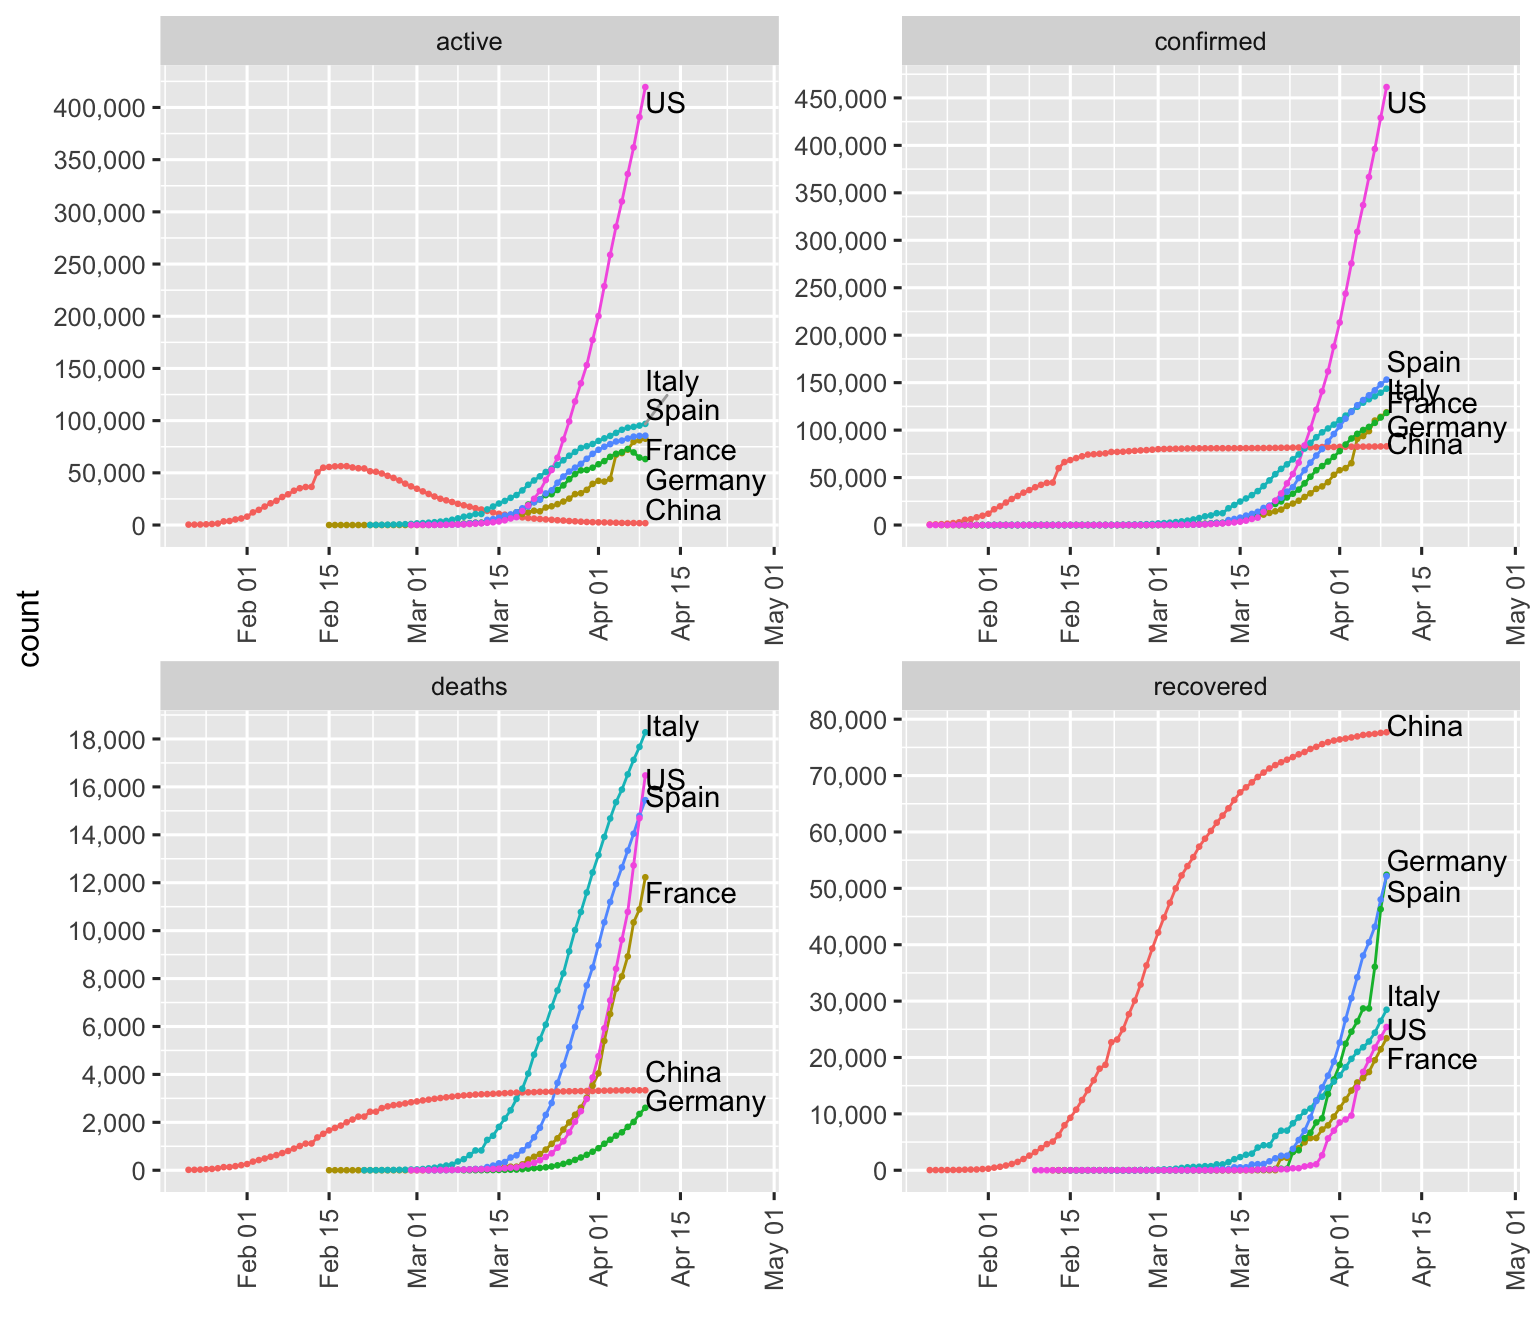 count
active
400,000
350,000
300,000
250,000
200,000
150,000
100,000
50,000
0
US
Italy
Spain
France
Germany
China
Feb 01
Feb 15
Mar 01
Mar 15
Apr 01
Apr 15
May 01
confirmed
450,000
400,000
350,000
300,000
250,000
200,000
150,000
100,000
50,000
0
US
Spain
Italy
France
Germany
China
Feb 01
Feb 15
Mar 01
Mar 15
Apr 01
Apr 15
May 01
deaths
18,000
16,000
14,000
12,000
10,000
8,000
6,000
4,000
2,000
0
Italy
US
Spain
France
China
Germany
Feb 01
Feb 15
Mar 01
Mar 15
Apr 01
Apr 15
May 01
recovered
80,000
70,000
60,000
50,000
40,000
30,000
20,000
10,000
0
China
Germany
Spain
Italy
US
France
Feb 01
Feb 15
Mar 01
Mar 15
Apr 01
Apr 15
May 01